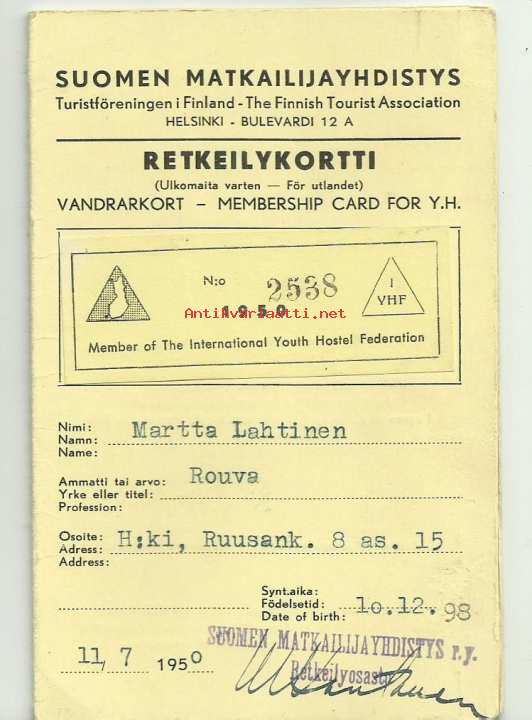 SUOMEN MATKAILIJAYHDISTYS
Turistföreningen i Finland - The Finnish Tourist Association
HELSINKI - BULEVARDI 12 A
RETKEILYKORTTI
(Ulkomaita varten — För utlandet)
VANDRARKORT – MEMBERSHIP CARD FOR Y.H.
N:o 2538
1950
Antikvariaatti.net
I
VHF
Member of The International Youth Hostel Federation
Nimi:
Namn: Martta Lahtinen
Name:
Ammatti tai arvo: Rouva
Yrke eller titel:
Profession:
Osoite: H:ki, Ruusank. 8 as. 15
Adress:
Address:
Synt.aika:
Födelsetid: 10.12.98
Date of birth:
SUOMEN MATKAILIJAYHDISTYS r.y.
11,7 1950
Retkeilyosasto